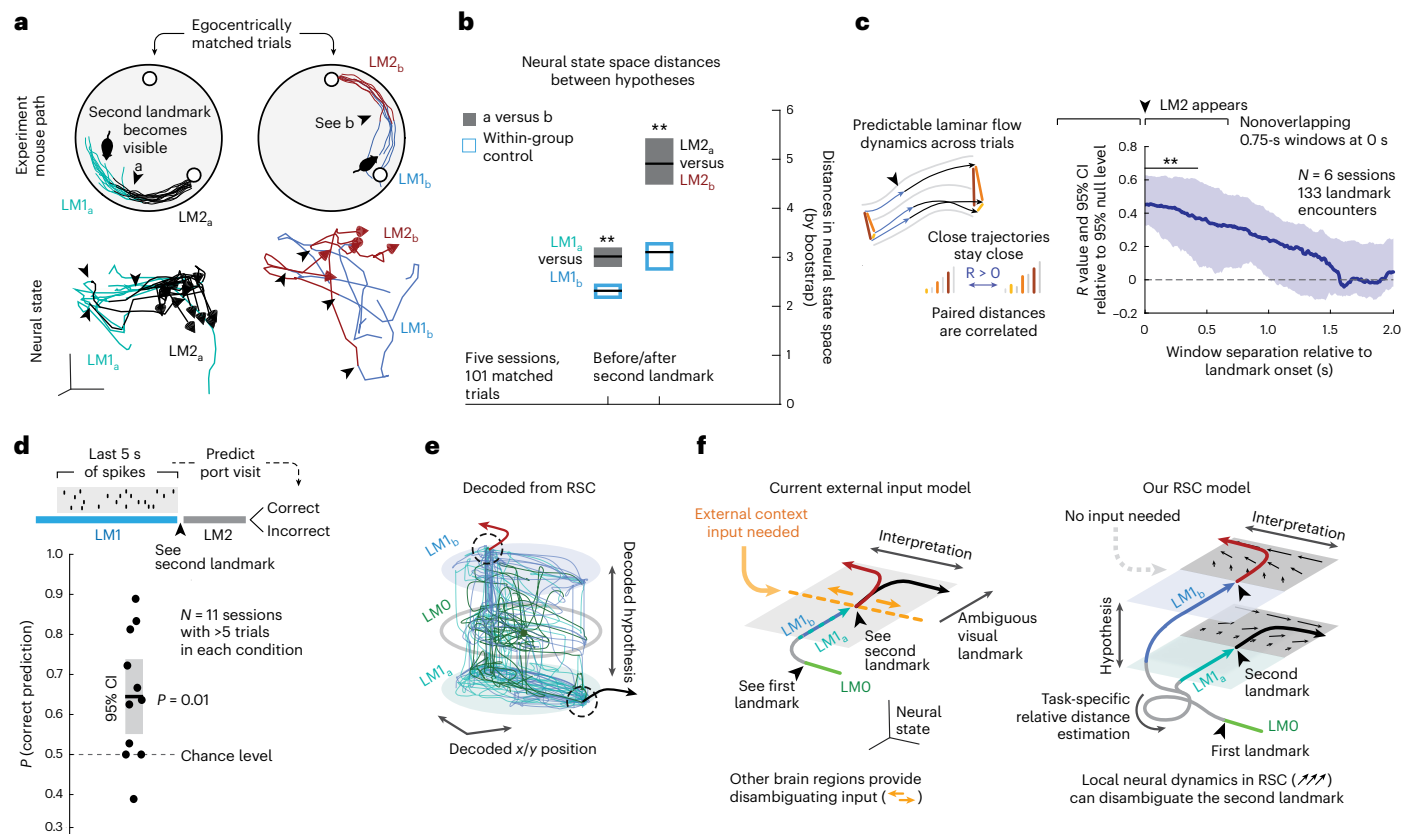 a
Egocentrically
matched trials
Experiment
mouse path
Second landmark
becomes
visible
a
LM1a
LM2a
LM2b
See b
LM1b
Neural state
LM1a
LM2a
LM2b
LM1b
b
Neural state space distances
between hypotheses
a versus b
Within-group
control
**
LM2a
versus
LM2b
LM1a
versus
LM1b
**
Five sessions,
101 matched
trials
Before/after
second landmark
6
5
4
3
2
1
0
Distances in neural state space
(by bootstrap)
c
Predictable laminar flow
dynamics across trials
Close trajectories
stay close
R > 0
Paired distances
are correlated
LM2 appears
Nonoverlapping
0.75-s windows at 0 s
**
N = 6 sessions
133 landmark
encounters
R value and 95% CI
relative to 95% null level
0.8
0.6
0.4
0.2
0
–0.2
0 0.5 1.0 1.5 2.0
Window separation relative to
landmark onset (s)
d
Last 5 s
of spikes
Predict
port visit
LM1
LM2
Correct
Incorrect
See
second landmark
P (correct prediction)
1.0
0.9
0.8
0.7
0.6
0.5
0.4
0.3
N = 11 sessions
with >5 trials
in each condition
95% CI
P = 0.01
Chance level
e
Decoded from RSC
LM1b
LM0
LM1a
Decoded hypothesis
Decoded x/y position
f
Current external input model
External context
input needed
Interpretation
LM1b
LM1a
See
second
landmark
Ambiguous
visual
landmark
See first
landmark
LM0
Neural
state
Other brain regions provide
disambiguating input ( )
Our RSC model
No input needed
Interpretation
Hypothesis
LM1b
LM1a
Second
landmark
Task-specific
relative distance
estimation
LM0
First landmark
Local neural dynamics in RSC ( )
can disambiguate the second landmark